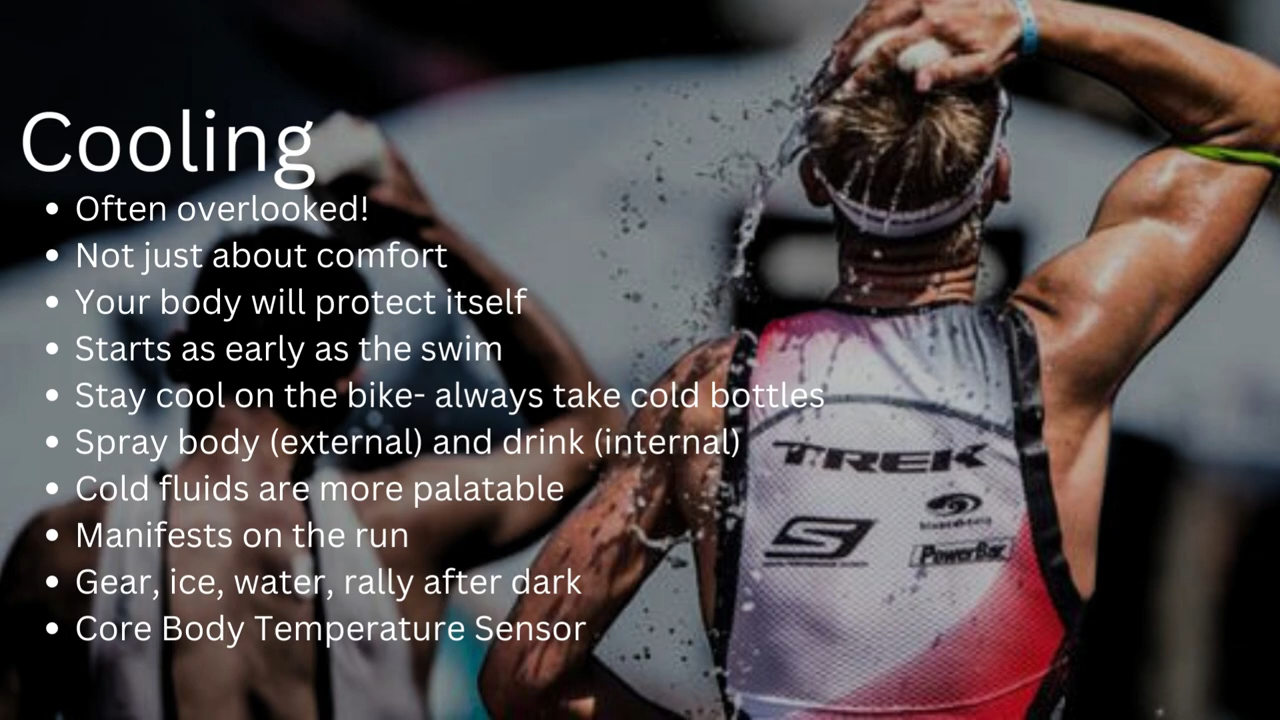 Cooling
• Often overlooked!
• Not just about comfort
• Your body will protect itself
• Starts as early as the swim
• Stay cool on the bike- always take cold bottles
• Spray body (external) and drink (internal)
• Cold fluids are more palatable
• Manifests on the run
• Gear, ice, water, rally after dark
• Core Body Temperature Sensor
TREK
PowerBar